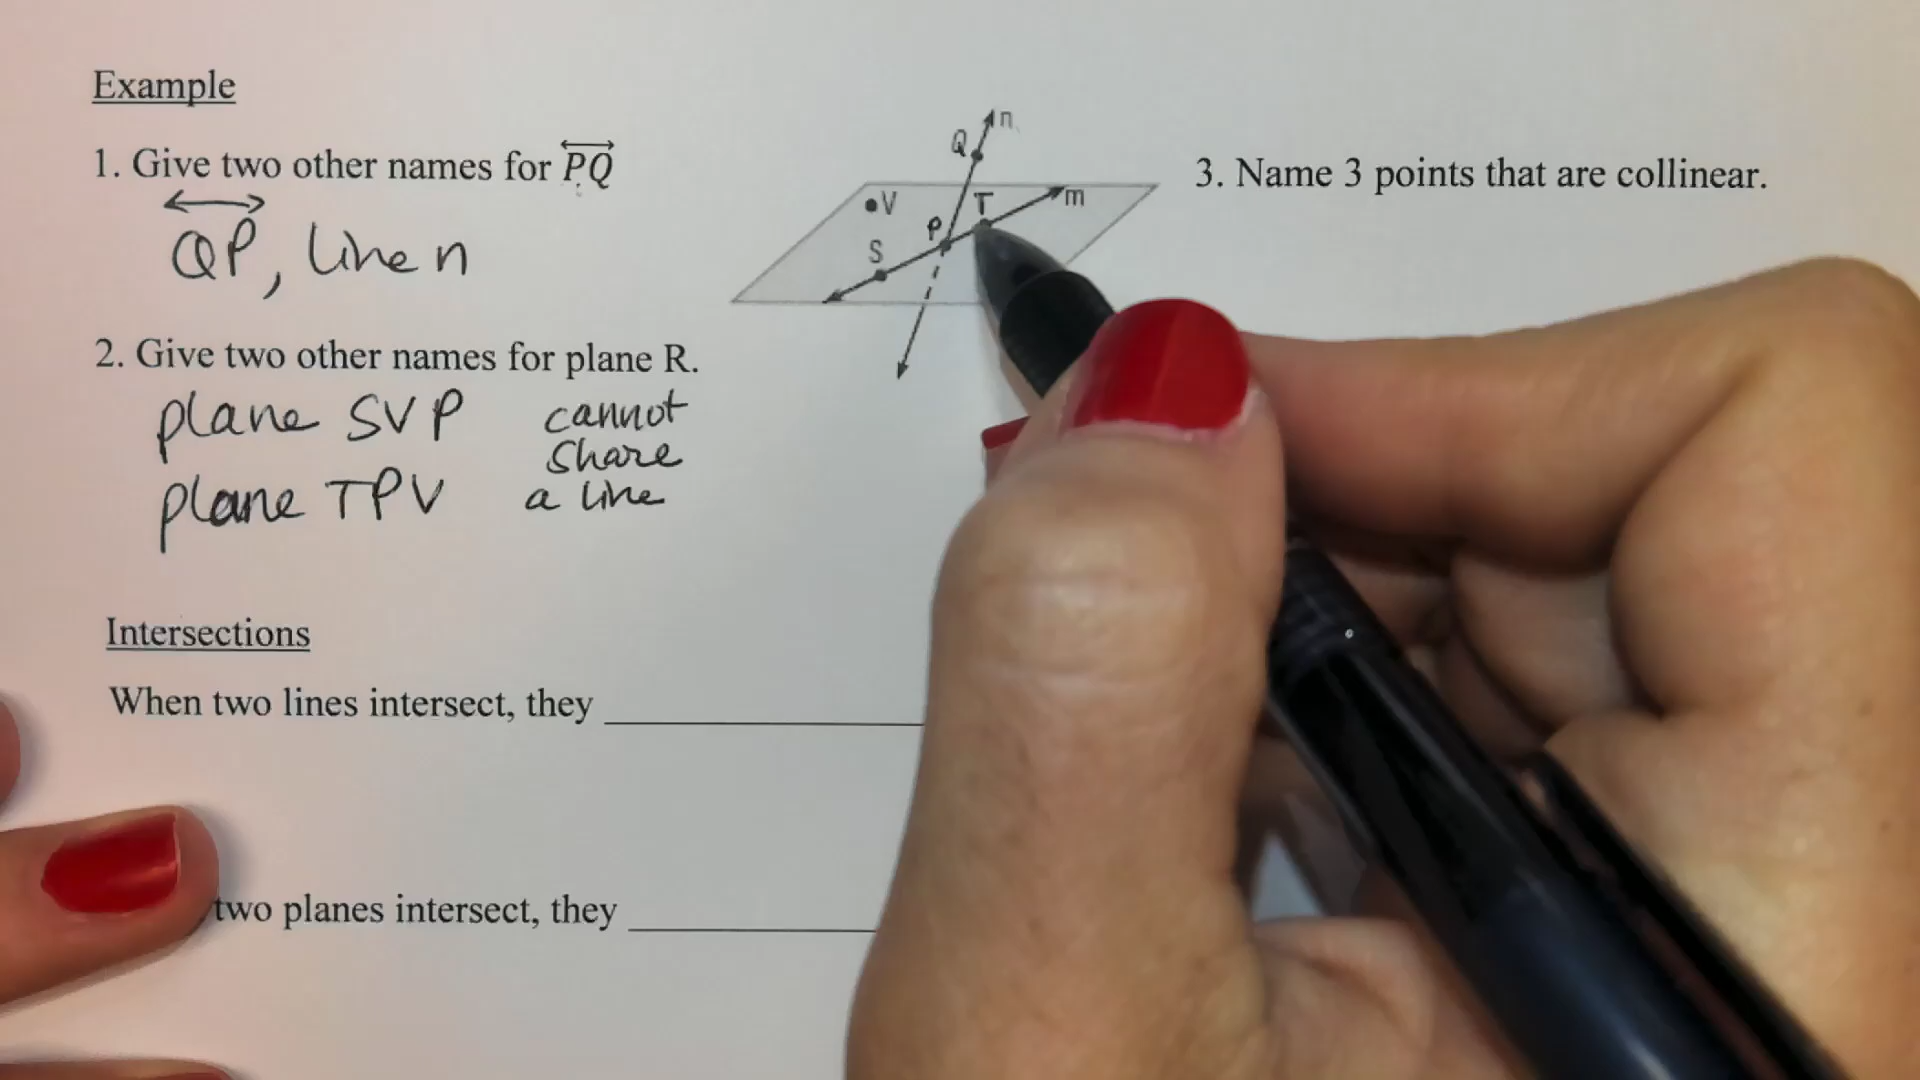 Example
1. Give two other names for PQ
QP, line n
2. Give two other names for plane R.
plane SVP
plane TPV
cannot
share
a line
n
Q
T
m
V
P
S
3. Name 3 points that are collinear.
Intersections
When two lines intersect, they
two planes intersect, they